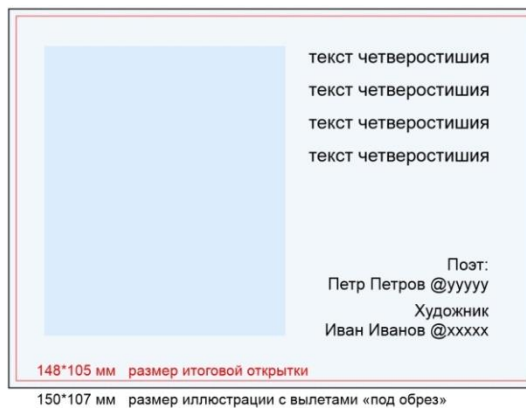 текст четверостишия
текст четверостишия
текст четверостишия
текст четверостишия
Поэт:
Петр Петров @yyyyy
Художник
Иван Иванов @xxxxx
148*105 мм размер итоговой открытки
150*107 мм размер иллюстрации с вылетами «под обрез»